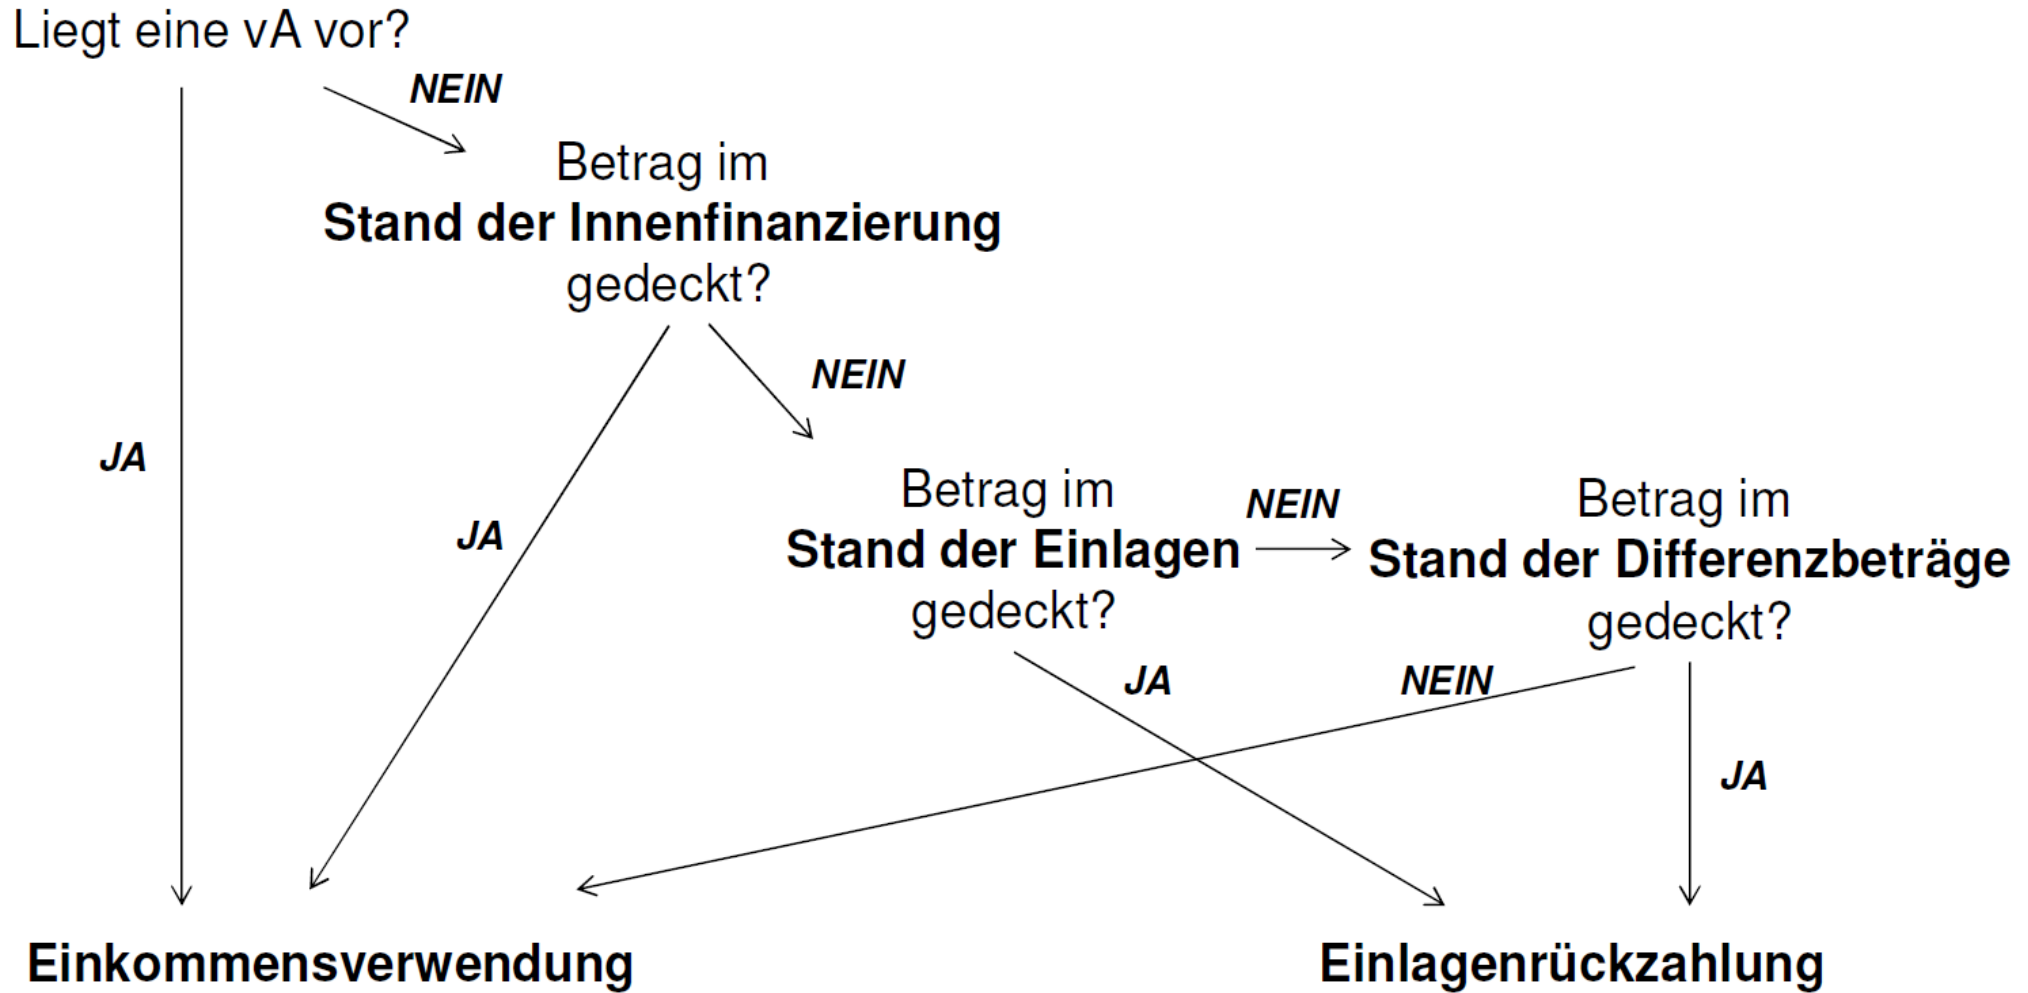 Liegt eine vA vor?
NEIN
Betrag im
Stand der Innenfinanzierung
gedeckt?
NEIN
JA
JA
Betrag im
Stand der Einlagen
gedeckt?
NEIN
Betrag im
Stand der Differenzbeträge
gedeckt?
JA
NEIN
JA
Einkommensverwendung
Einlagenrückzahlung